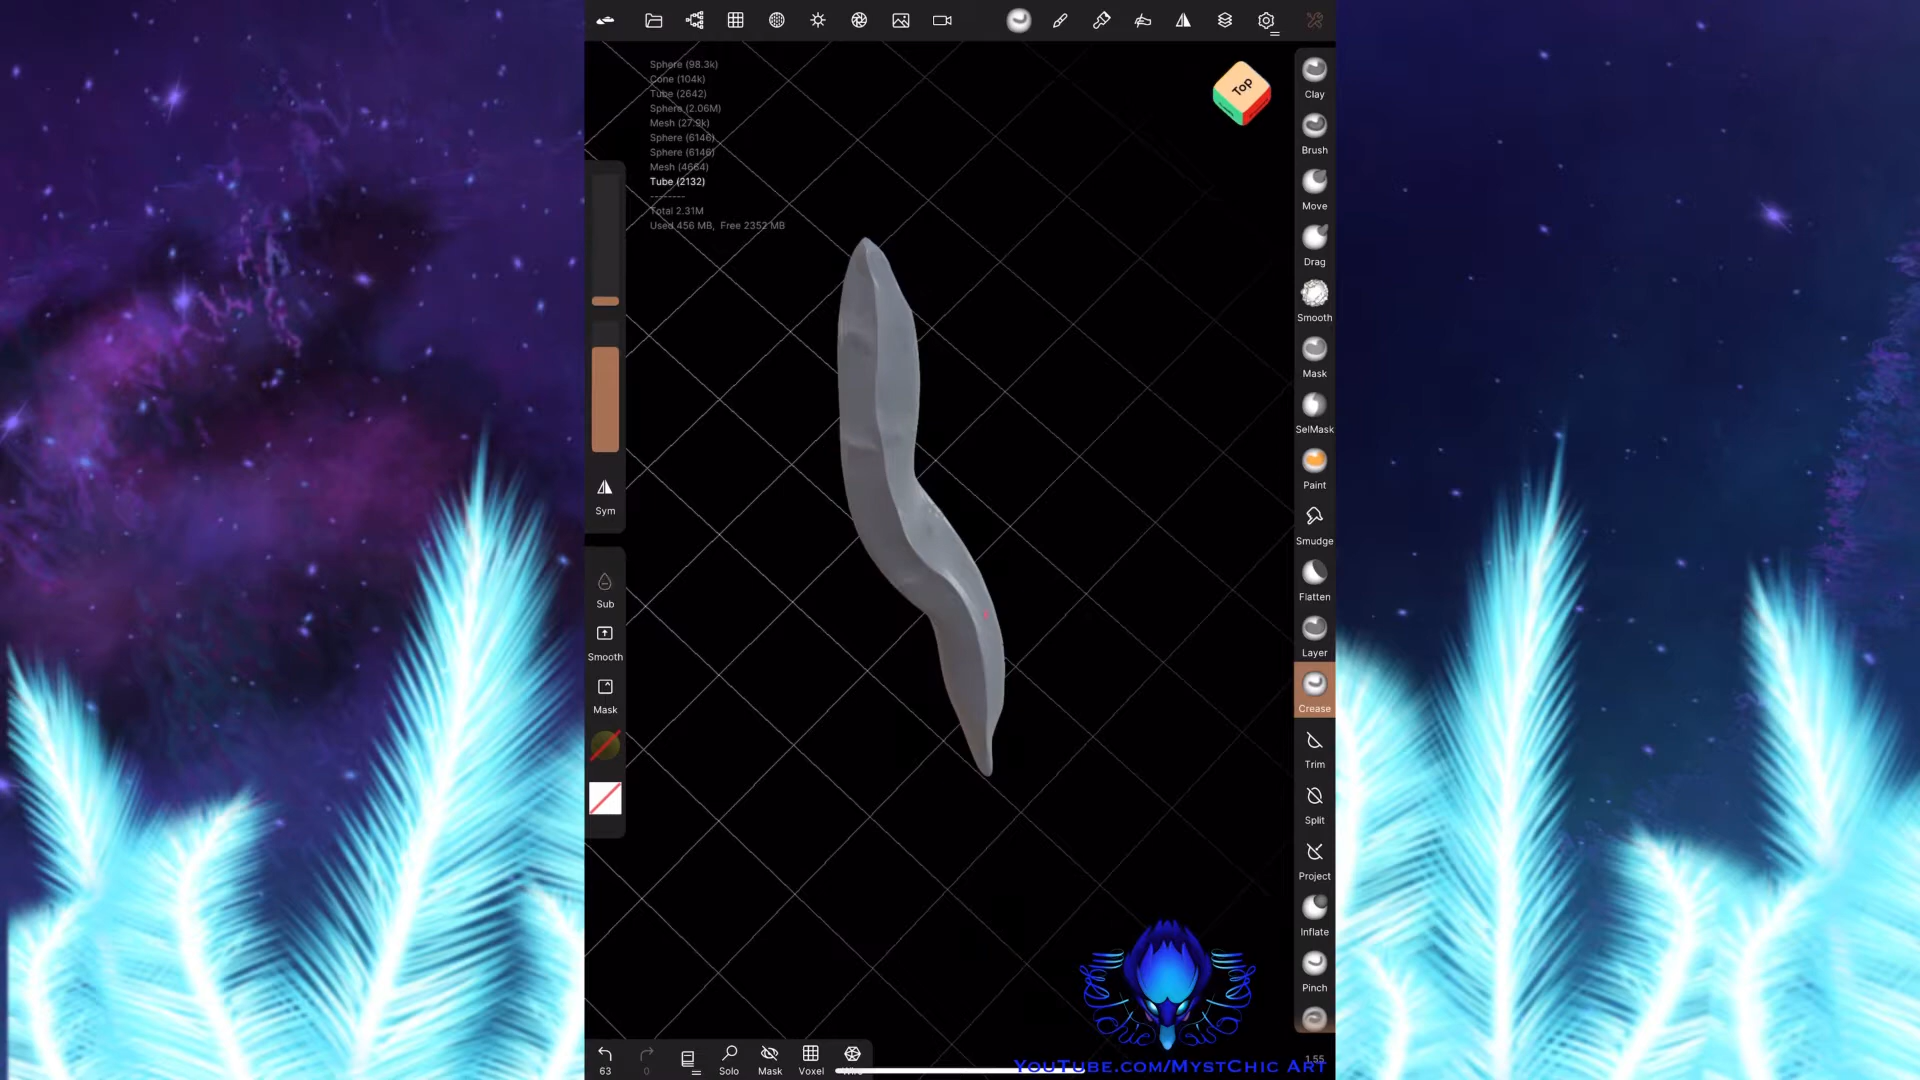 Sphere (98.3k)
Cone (104k)
Tube (2642)
Sphere (2.06M)
Mesh (27.9k)
Sphere (6146)
Sphere (6146)
Mesh (4664)
Tube (2132)
--------
Total 2.31M
Used 456 MB, Free 2352 MB
Top
Clay
Brush
Move
Drag
Smooth
Mask
SelMask
Paint
Smudge
Flatten
Layer
Crease
Trim
Split
Project
Inflate
Pinch
Sym
Sub
Smooth
Mask
63
0
Solo
Mask
Voxel
1.55
YouTube.com/MystChic Art